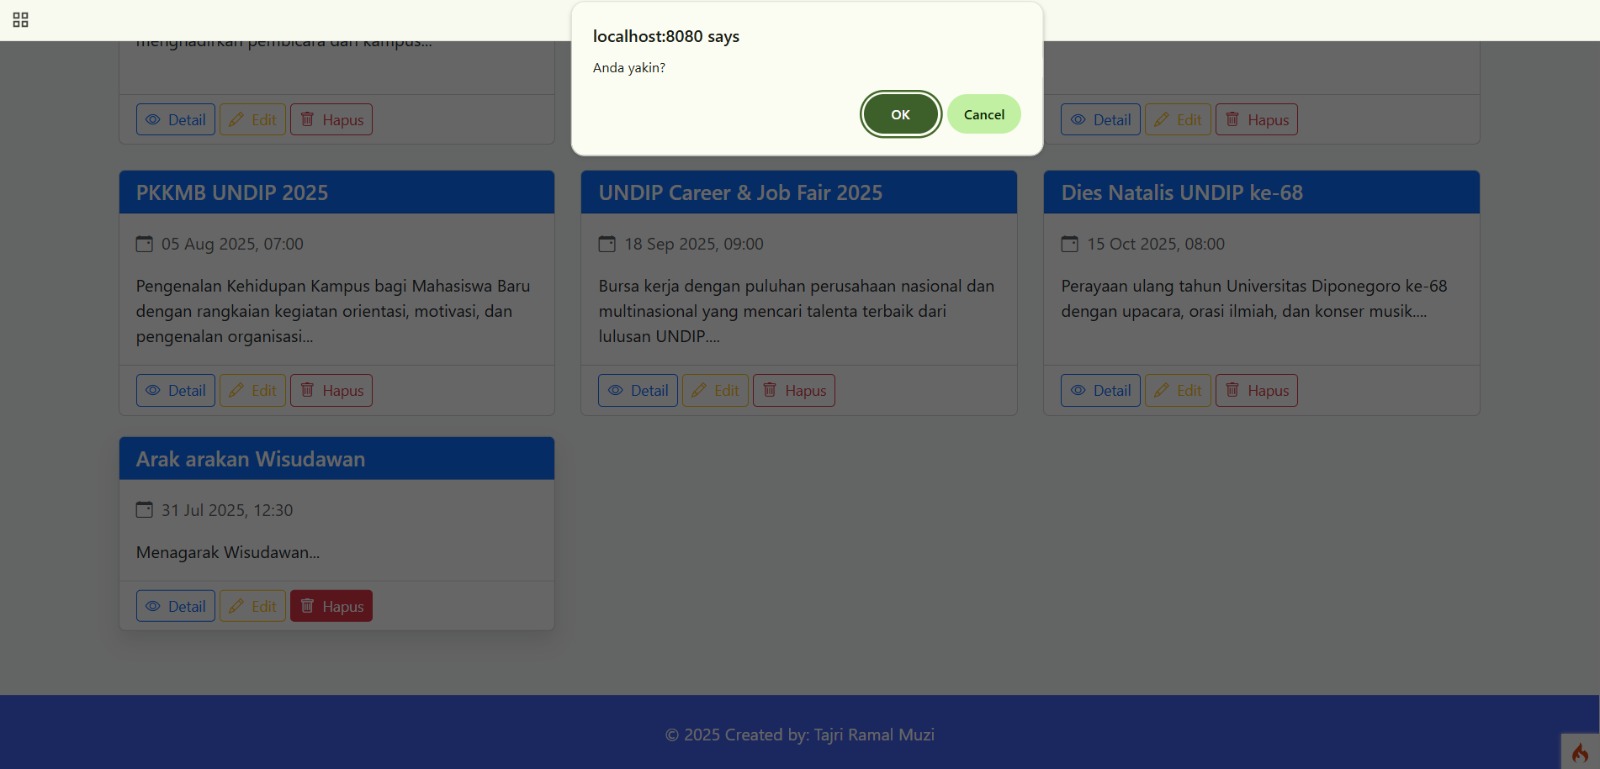 localhost:8080 says
Anda yakin?
OK Cancel
menghadirkan pembicara dari kampus...
Detail Edit Hapus
Detail Edit Hapus
PKKMB UNDIP 2025
05 Aug 2025, 07:00
Pengenalan Kehidupan Kampus bagi Mahasiswa Baru
dengan rangkaian kegiatan orientasi, motivasi, dan
pengenalan organisasi...
Detail Edit Hapus
UNDIP Career & Job Fair 2025
18 Sep 2025, 09:00
Bursa kerja dengan puluhan perusahaan nasional dan
multinasional yang mencari talenta terbaik dari
lulusan UNDIP....
Detail Edit Hapus
Dies Natalis UNDIP ke-68
15 Oct 2025, 08:00
Perayaan ulang tahun Universitas Diponegoro ke-68
dengan upacara, orasi ilmiah, dan konser musik....
Detail Edit Hapus
Arak arakan Wisudawan
31 Jul 2025, 12:30
Menagarak Wisudawan...
Detail Edit Hapus
© 2025 Created by: Tajri Ramal Muzi